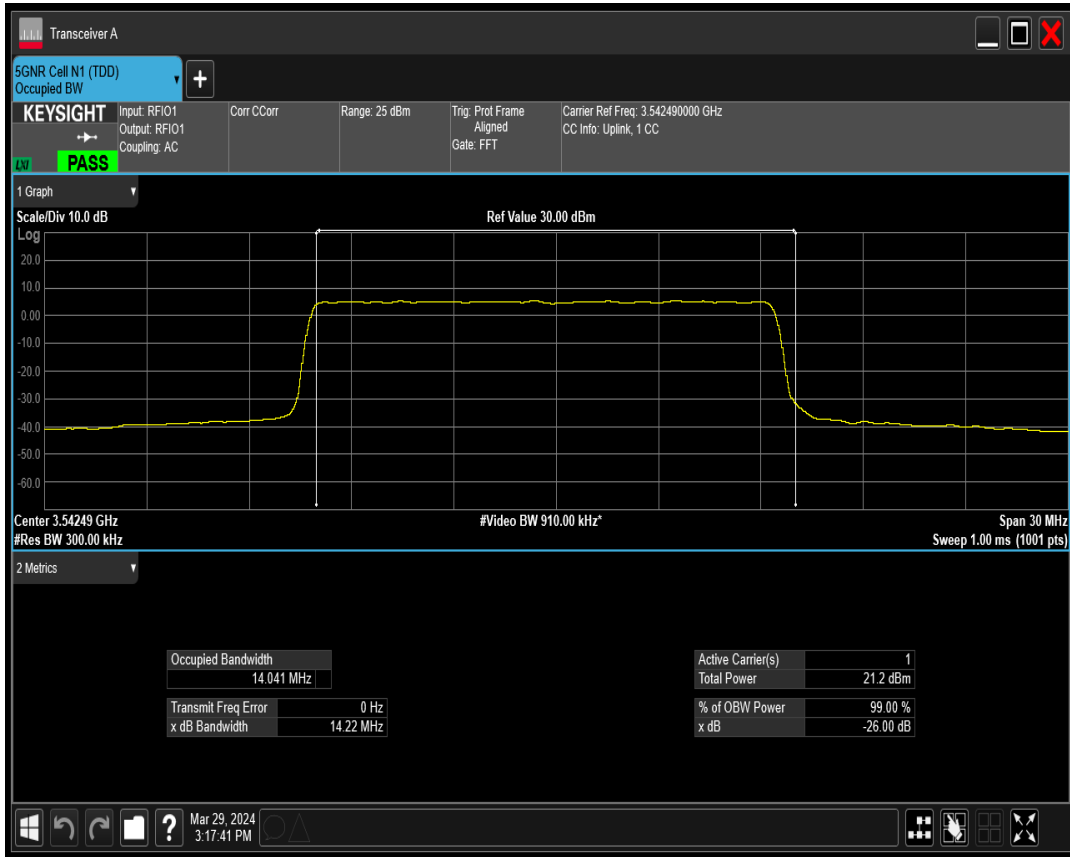 Transceiver A
5GNR Cell N1 (TDD)
Occupied BW
+
KEYSIGHT
LXI
PASS
Input: RFIO1
Output: RFIO1
Coupling: AC
Corr CCorr
Range: 25 dBm
Trig: Prot Frame
Aligned
Gate: FFT
Carrier Ref Freq: 3.542490000 GHz
CC Info: Uplink, 1 CC
1 Graph
Scale/Div 10.0 dB
Ref Value 30.00 dBm
Log
20.0
10.0
0.00
-10.0
-20.0
-30.0
-40.0
-50.0
-60.0
Center 3.54249 GHz
#Video BW 910.00 kHz*
Span 30 MHz
#Res BW 300.00 kHz
Sweep 1.00 ms (1001 pts)
2 Metrics
Occupied Bandwidth
14.041 MHz
Transmit Freq Error 0 Hz
x dB Bandwidth 14.22 MHz
Active Carrier(s) 1
Total Power 21.2 dBm
% of OBW Power 99.00 %
x dB -26.00 dB
?
Mar 29, 2024
3:17:41 PM